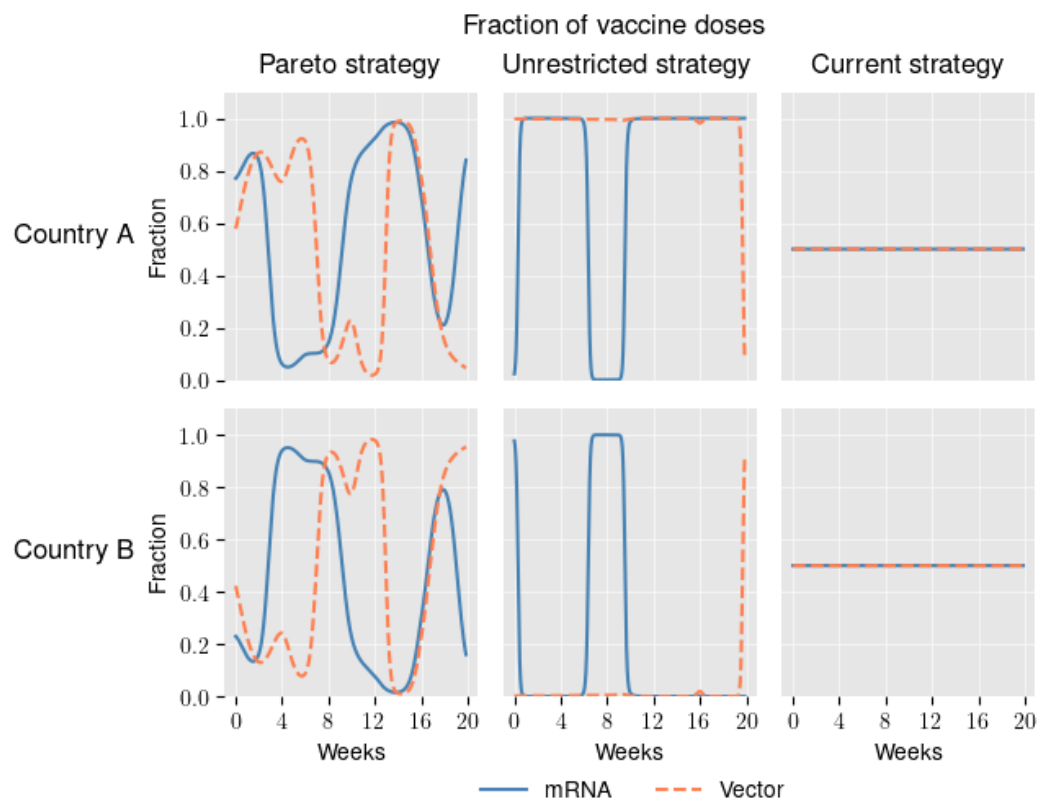 Fraction of vaccine doses
Pareto strategy Unrestricted strategy Current strategy
Country A
Fraction
1.0
0.8
0.6
0.4
0.2
0.0
Country B
Fraction
1.0
0.8
0.6
0.4
0.2
0.0
0 4 8 12 16 20 0 4 8 12 16 20 0 4 8 12 16 20
Weeks Weeks Weeks
mRNA Vector